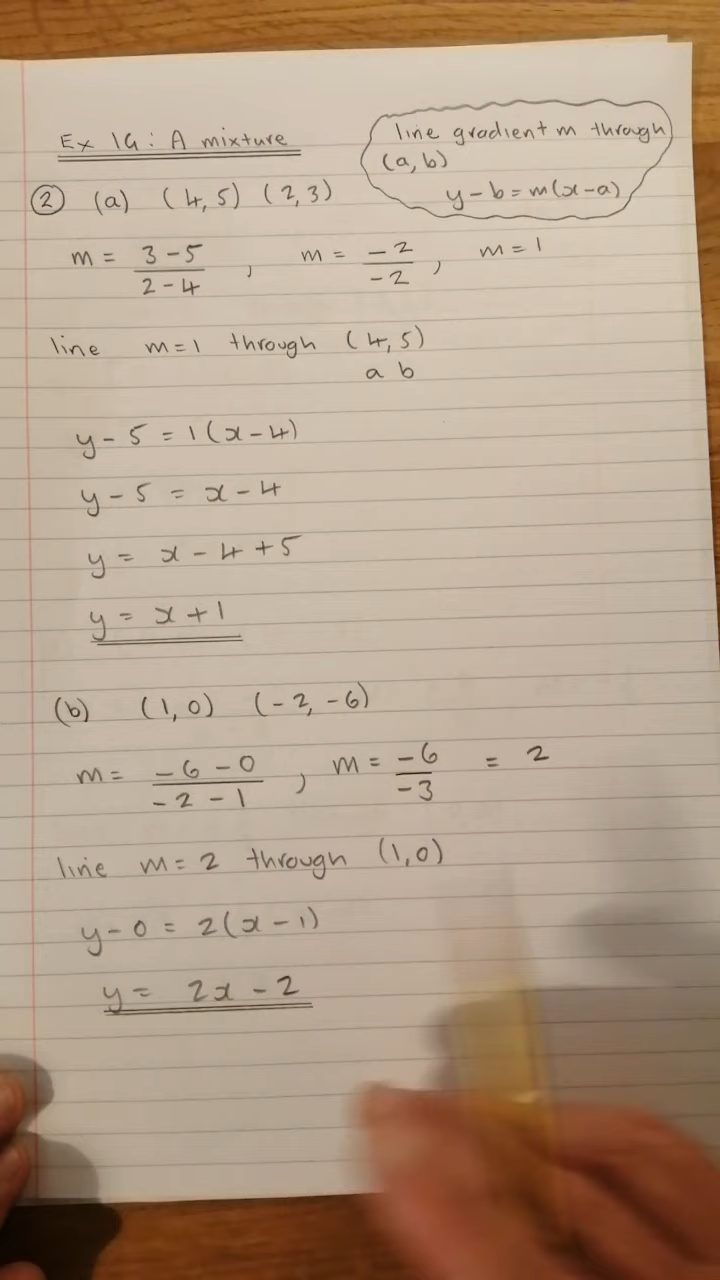 Ex 1G: A mixture
line gradient m through
(a, b)
y - b = m(x - a)
② (a) (4, 5) (2, 3)
m = 3 - 5 / 2 - 4 , m = -2 / -2 , m = 1
line m = 1 through (4, 5)
a b
y - 5 = 1(x - 4)
y - 5 = x - 4
y = x - 4 + 5
y = x + 1
(b) (1, 0) (-2, -6)
m = -6 - 0 / -2 - 1 , m = -6 / -3 = 2
line m = 2 through (1, 0)
y - 0 = 2(x - 1)
y = 2x - 2